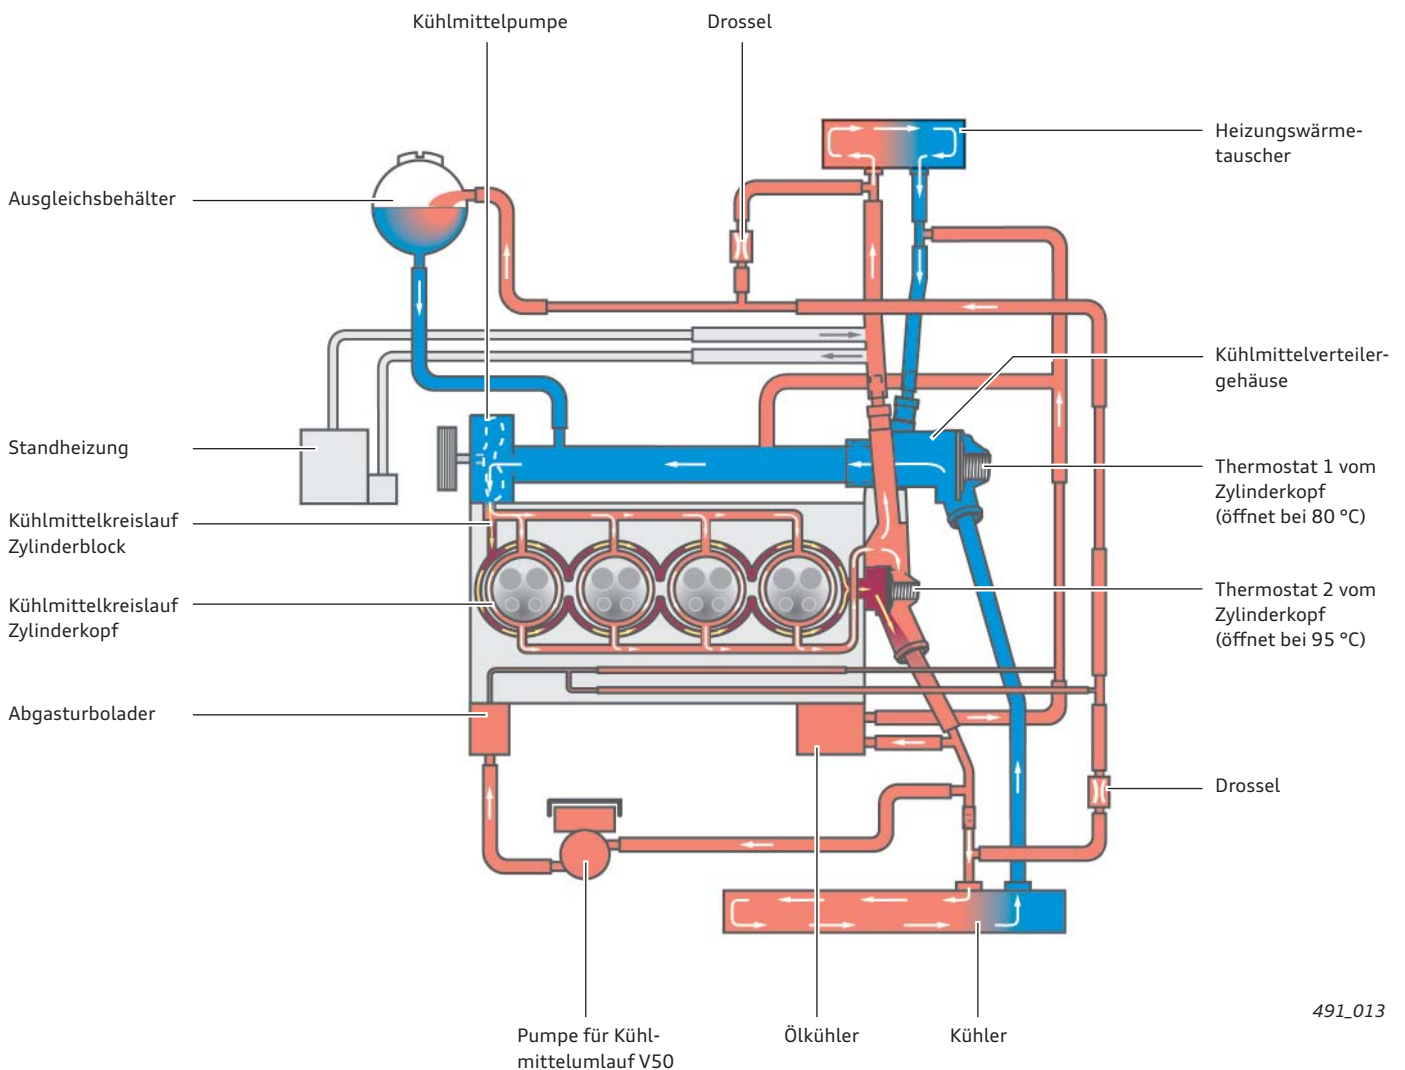 Kühlmittelpumpe
Drossel
Heizungswärme-
tauscher
Ausgleichsbehälter
Kühlmittelverteiler-
gehäuse
Standheizung
Thermostat 1 vom
Zylinderkopf
(öffnet bei 80 °C)
Kühlmittelkreislauf
Zylinderblock
Thermostat 2 vom
Zylinderkopf
(öffnet bei 95 °C)
Kühlmittelkreislauf
Zylinderkopf
Abgasturbolader
Drossel
Pumpe für Kühl-
mittelumlauf V50
Ölkühler
Kühler
491_013